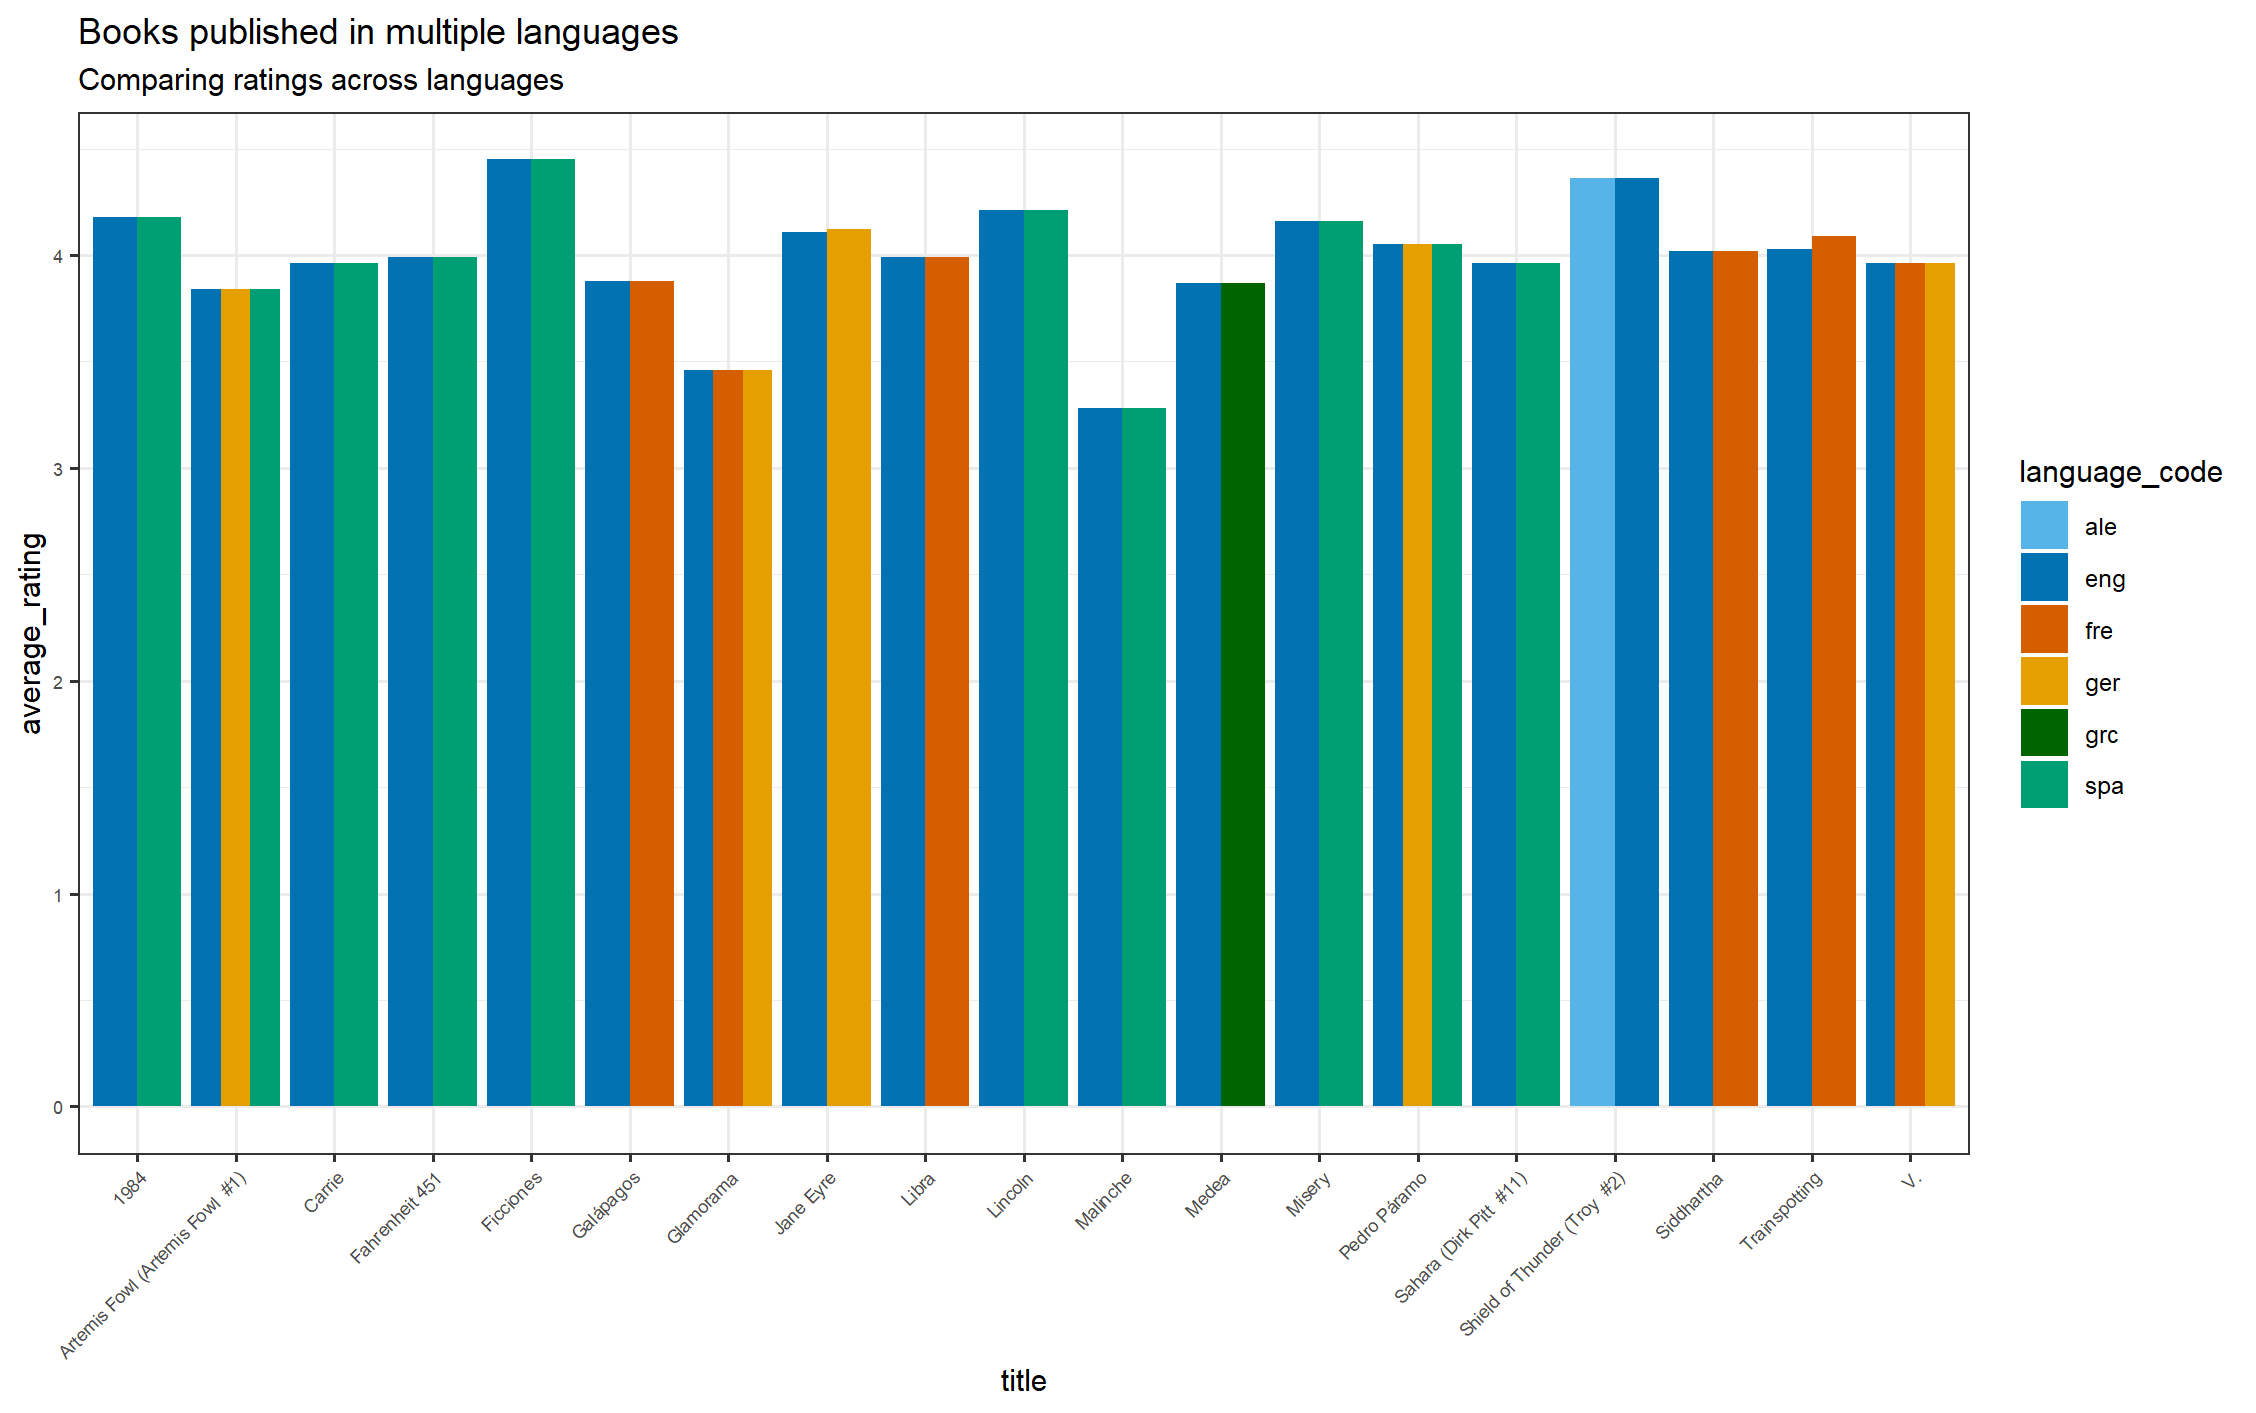 Books published in multiple languages
Comparing ratings across languages
average_rating
4
3
2
1
0
1984
Artemis Fowl (Artemis Fowl  #1)
Carrie
Fahrenheit 451
Ficciones
Galápagos
Glamorama
Jane Eyre
Libra
Lincoln
Malinche
Medea
Misery
Pedro Páramo
Sahara (Dirk Pitt  #11)
Shield of Thunder (Troy  #2)
Siddhartha
Trainspotting
V.
title
language_code
ale
eng
fre
ger
grc
spa